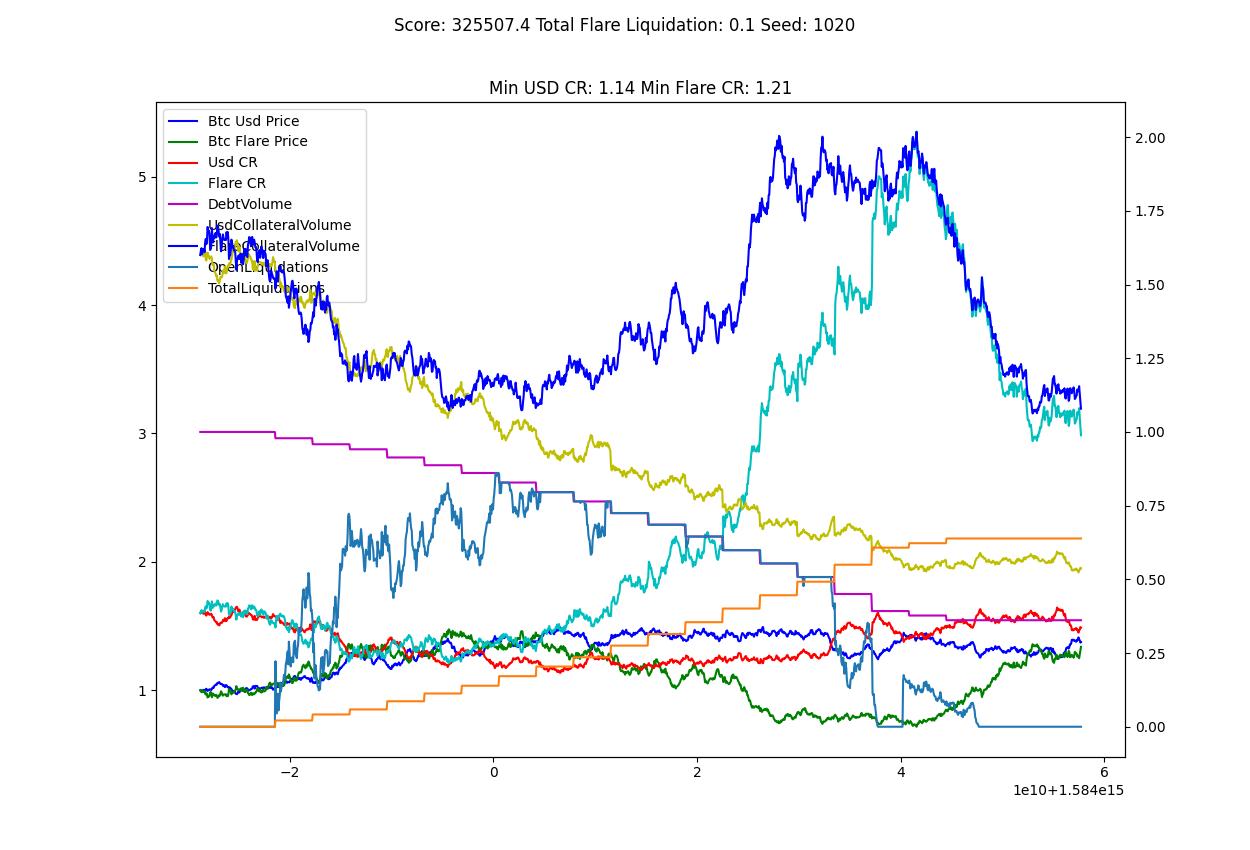 Score: 325507.4 Total Flare Liquidation: 0.1 Seed: 1020
Min USD CR: 1.14 Min Flare CR: 1.21
Btc Usd Price
Btc Flare Price
Usd CR
Flare CR
DebtVolume
UsdCollateralVolume
FlareCollateralVolume
OpenLiquidations
TotalLiquidations
5
4
3
2
1
2.00
1.75
1.50
1.25
1.00
0.75
0.50
0.25
0.00
−2 0 2 4 6
1e10+1.584e15